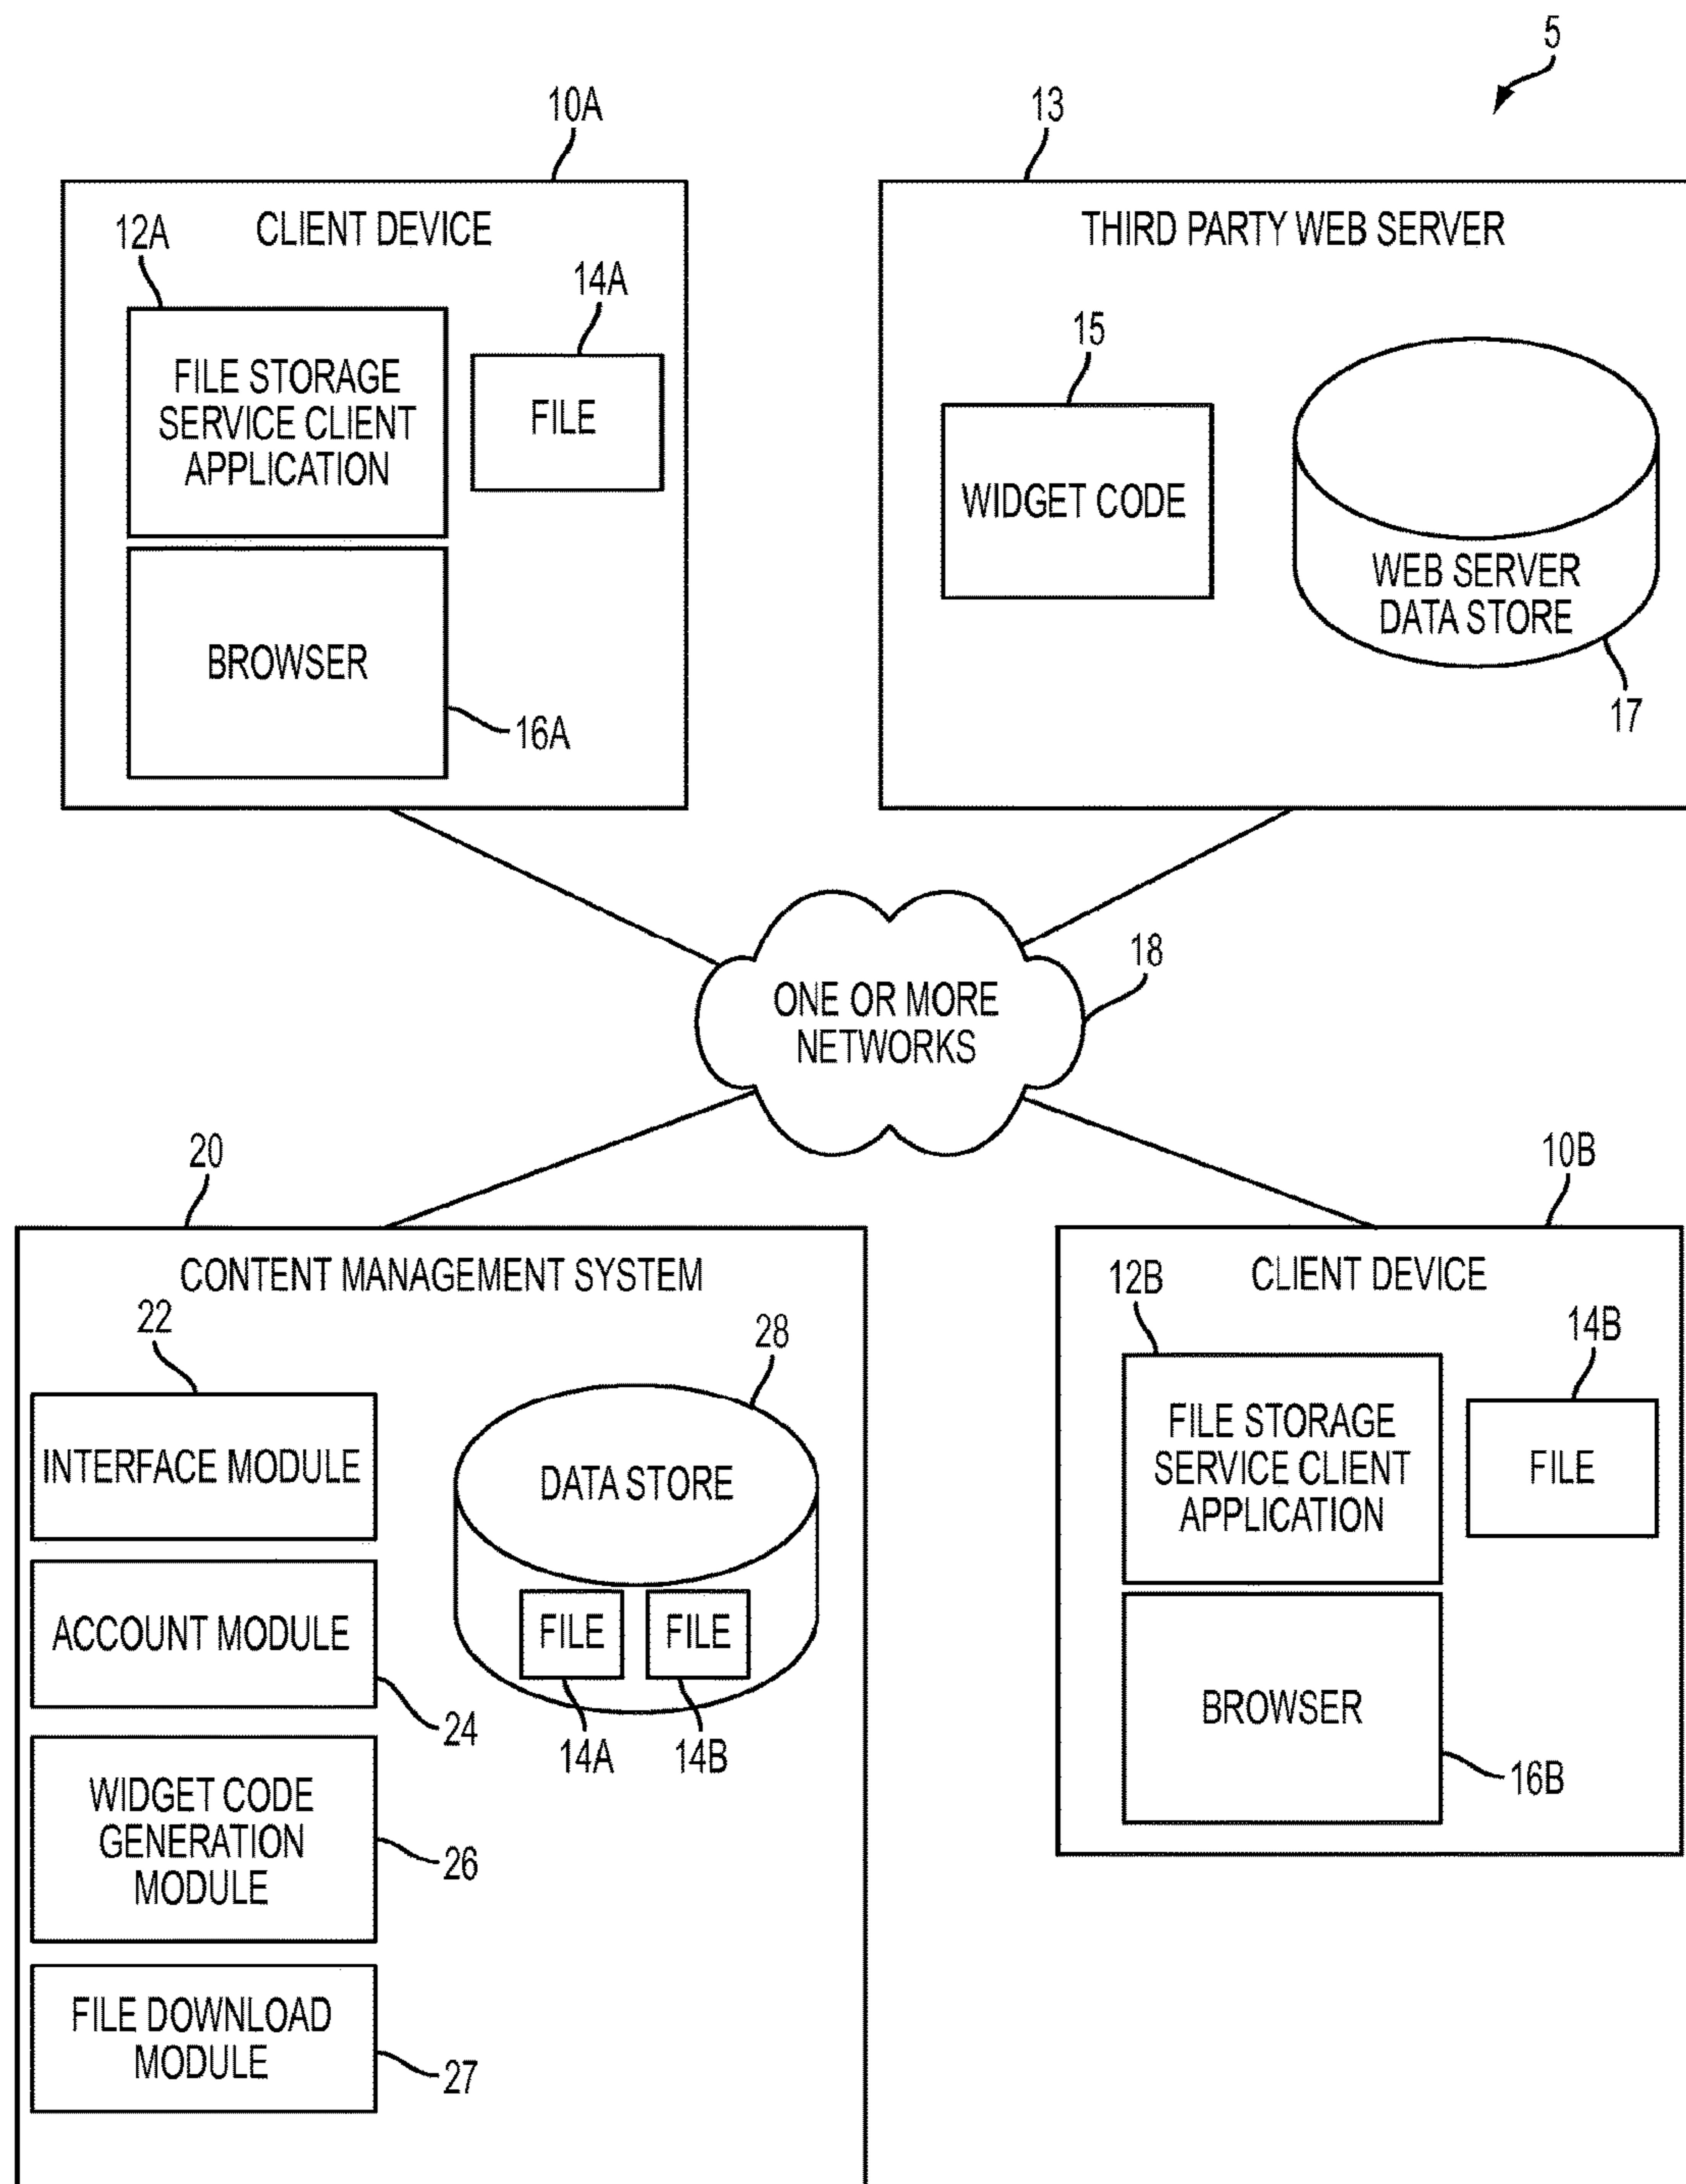 5
10A
13
CLIENT DEVICE
THIRD PARTY WEB SERVER
12A
14A
15
FILE STORAGE
SERVICE CLIENT
APPLICATION
FILE
WIDGET CODE
WEB SERVER
DATA STORE
BROWSER
16A
17
18
ONE OR MORE
NETWORKS
20
10B
CONTENT MANAGEMENT SYSTEM
22
28
INTERFACE MODULE
DATA STORE
ACCOUNT MODULE
FILE
FILE
24
14A
14B
WIDGET CODE
GENERATION
MODULE
26
FILE DOWNLOAD
MODULE
27
CLIENT DEVICE
12B
14B
FILE STORAGE
SERVICE CLIENT
APPLICATION
FILE
BROWSER
16B